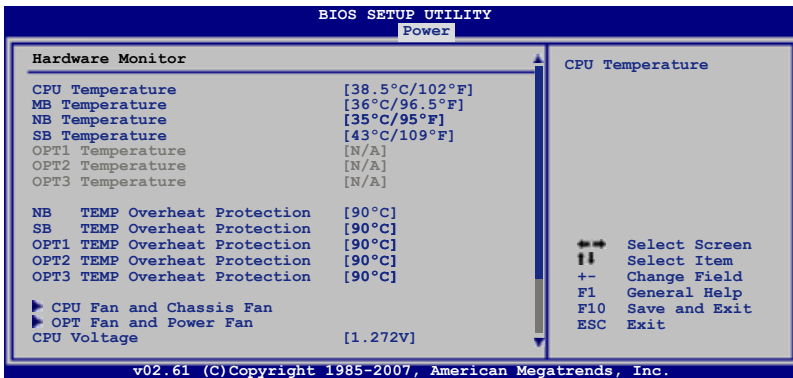 BIOS SETUP UTILITY
Power
Hardware Monitor
CPU Temperature [38.5°C/102°F]
MB Temperature [36°C/96.5°F]
NB Temperature [35°C/95°F]
SB Temperature [43°C/109°F]
OPT1 Temperature [N/A]
OPT2 Temperature [N/A]
OPT3 Temperature [N/A]
NB TEMP Overheat Protection [90°C]
SB TEMP Overheat Protection [90°C]
OPT1 TEMP Overheat Protection [90°C]
OPT2 TEMP Overheat Protection [90°C]
OPT3 TEMP Overheat Protection [90°C]
CPU Fan and Chassis Fan
OPT Fan and Power Fan
CPU Voltage [1.272V]
CPU Temperature
←→ Select Screen
↑↓ Select Item
+- Change Field
F1 General Help
F10 Save and Exit
ESC Exit
v02.61 (C)Copyright 1985-2007, American Megatrends, Inc.